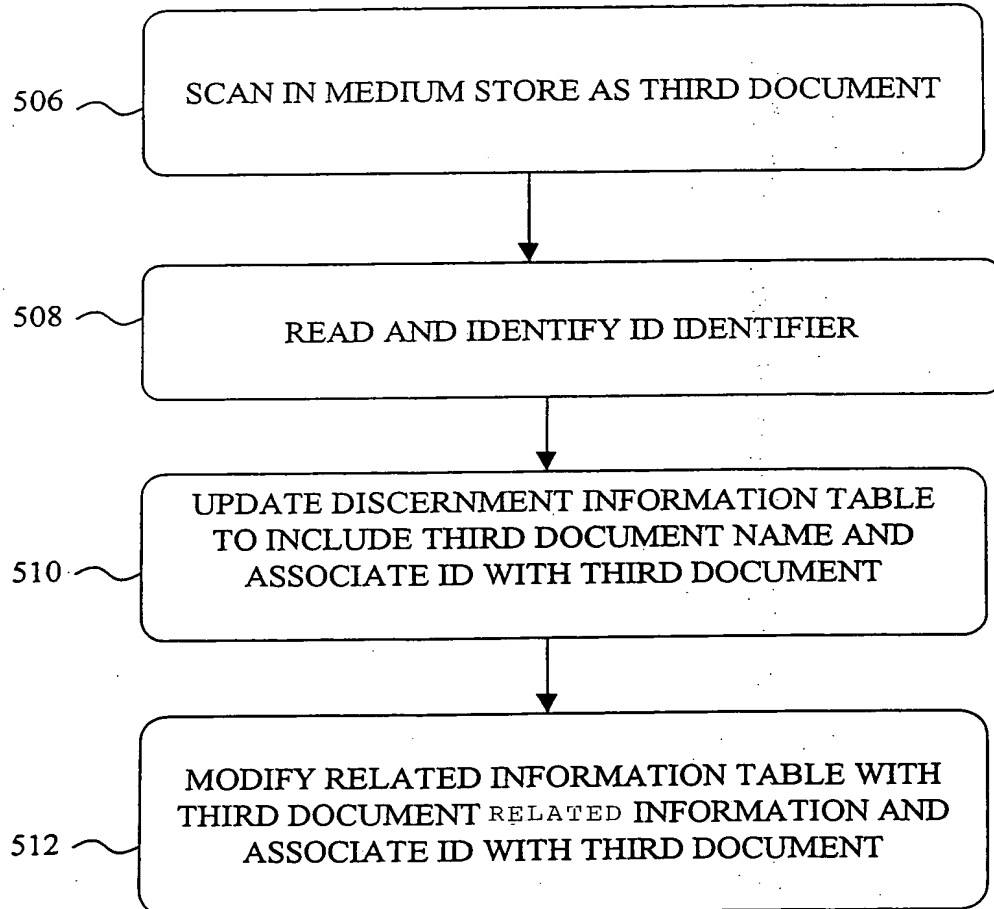 506
SCAN IN MEDIUM STORE AS THIRD DOCUMENT
508
READ AND IDENTIFY ID IDENTIFIER
510
UPDATE DISCERNMENT INFORMATION TABLE
TO INCLUDE THIRD DOCUMENT NAME AND
ASSOCIATE ID WITH THIRD DOCUMENT
512
MODIFY RELATED INFORMATION TABLE WITH
THIRD DOCUMENT RELATED INFORMATION AND
ASSOCIATE ID WITH THIRD DOCUMENT